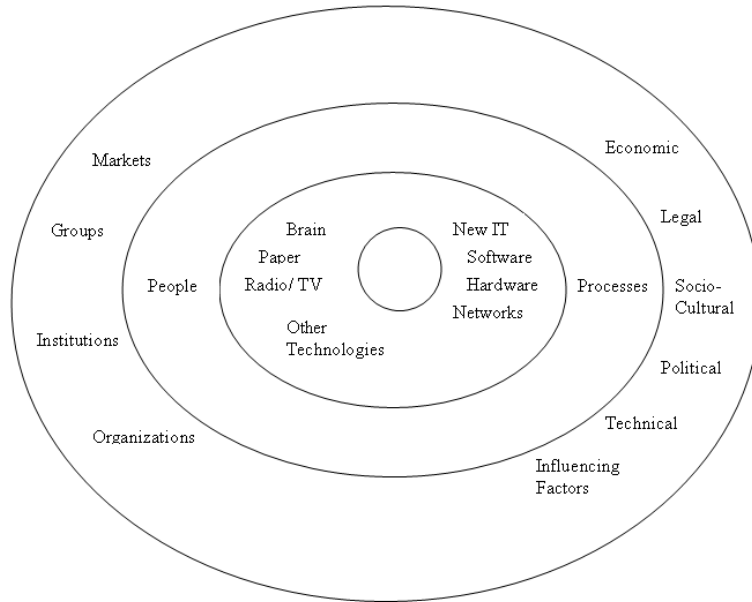 Economic
Markets
Legal
Groups
Brain
New IT
Paper
Software
People
Radio/ TV
Hardware
Processes
Socio-
Cultural
Networks
Other
Technologies
Institutions
Political
Technical
Organizations
Influencing
Factors